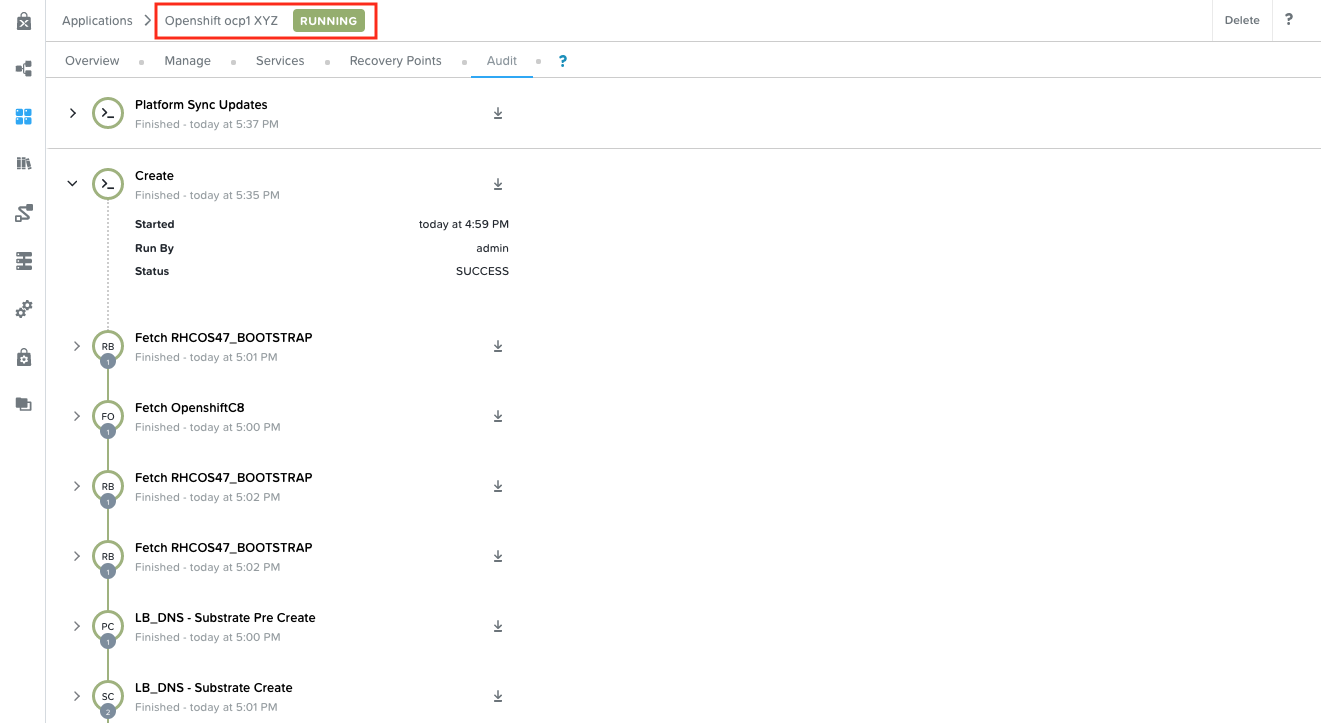 Applications
Openshift ocp1 XYZ RUNNING
Delete
?
Overview Manage Services Recovery Points Audit ?
Platform Sync Updates
Finished - today at 5:37 PM
Create
Finished - today at 5:35 PM
Started today at 4:59 PM
Run By admin
Status SUCCESS
RB
1
Fetch RHCOS47_BOOTSTRAP
Finished - today at 5:01 PM
FO
1
Fetch OpenshiftC8
Finished - today at 5:00 PM
RB
1
Fetch RHCOS47_BOOTSTRAP
Finished - today at 5:02 PM
RB
1
Fetch RHCOS47_BOOTSTRAP
Finished - today at 5:02 PM
PC
1
LB_DNS - Substrate Pre Create
Finished - today at 5:00 PM
SC
2
LB_DNS - Substrate Create
Finished - today at 5:01 PM